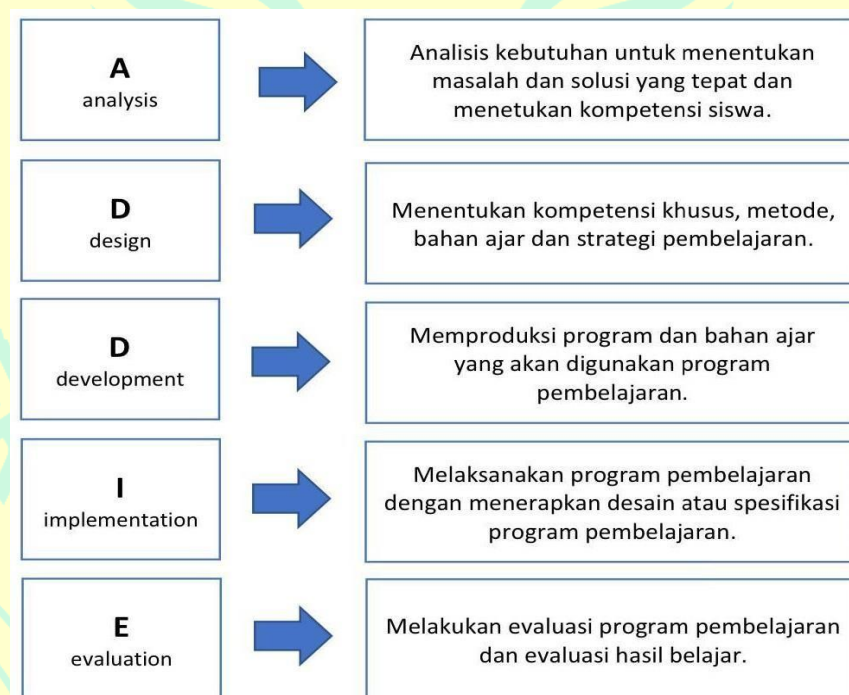 A
analysis
Analisis kebutuhan untuk menentukan
masalah dan solusi yang tepat dan
menetukan kompetensi siswa.
D
design
Menentukan kompetensi khusus, metode,
bahan ajar dan strategi pembelajaran.
D
development
Memproduksi program dan bahan ajar
yang akan digunakan program
pembelajaran.
I
implementation
Melaksanakan program pembelajaran
dengan menerapkan desain atau spesifikasi
program pembelajaran.
E
evaluation
Melakukan evaluasi program pembelajaran
dan evaluasi hasil belajar.